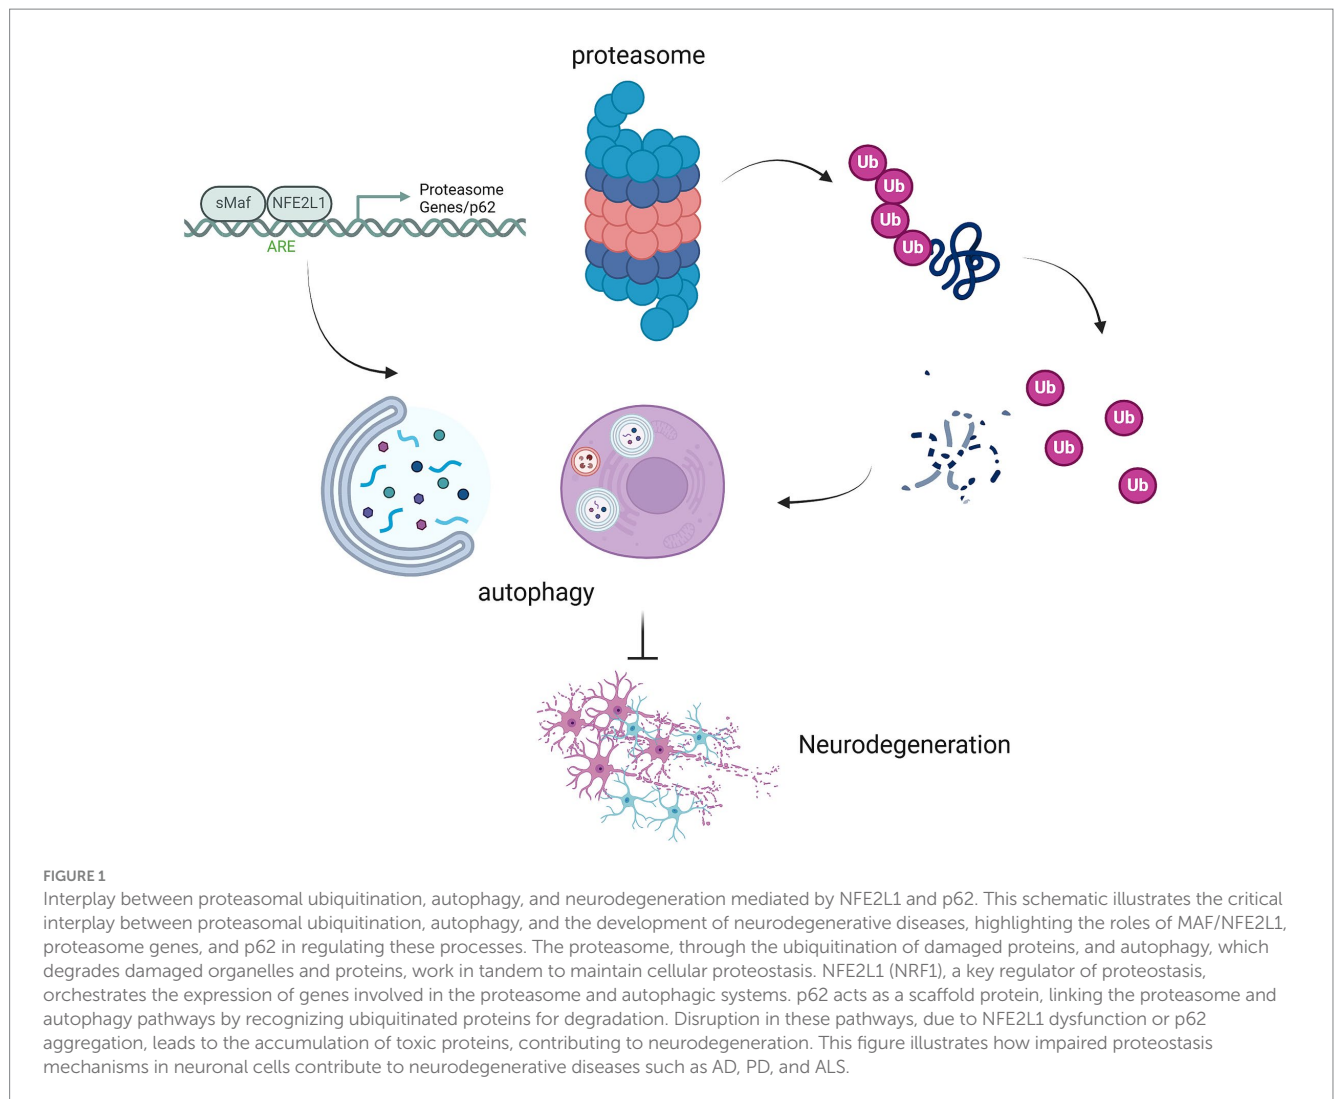 proteasome
sMaf
NFE2L1
Proteasome
Genes/p62
ARE
Ub
Ub
Ub
Ub
Ub
Ub
Ub
Ub
autophagy
Neurodegeneration
FIGURE 1
Interplay between proteasomal ubiquitination, autophagy, and neurodegeneration mediated by NFE2L1 and p62. This schematic illustrates the critical
interplay between proteasomal ubiquitination, autophagy, and the development of neurodegenerative diseases, highlighting the roles of MAF/NFE2L1,
proteasome genes, and p62 in regulating these processes. The proteasome, through the ubiquitination of damaged proteins, and autophagy, which
degrades damaged organelles and proteins, work in tandem to maintain cellular proteostasis. NFE2L1 (NRF1), a key regulator of proteostasis,
orchestrates the expression of genes involved in the proteasome and autophagic systems. p62 acts as a scaffold protein, linking the proteasome and
autophagy pathways by recognizing ubiquitinated proteins for degradation. Disruption in these pathways, due to NFE2L1 dysfunction or p62
aggregation, leads to the accumulation of toxic proteins, contributing to neurodegeneration. This figure illustrates how impaired proteostasis
mechanisms in neuronal cells contribute to neurodegenerative diseases such as AD, PD, and ALS.